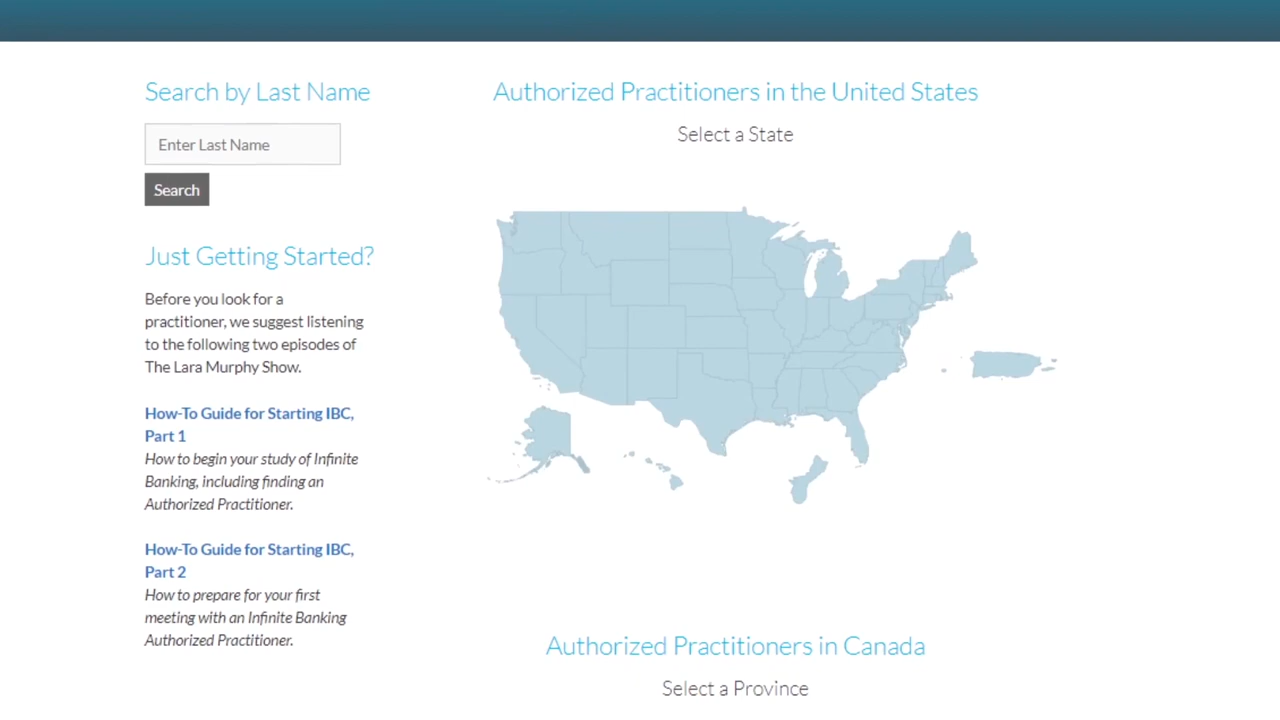 Search by Last Name
Enter Last Name
Search
Just Getting Started?
Before you look for a
practitioner, we suggest listening
to the following two episodes of
The Lara Murphy Show.
How-To Guide for Starting IBC,
Part 1
How to begin your study of Infinite
Banking, including finding an
Authorized Practitioner.
How-To Guide for Starting IBC,
Part 2
How to prepare for your first
meeting with an Infinite Banking
Authorized Practitioner.
Authorized Practitioners in the United States
Select a State
Authorized Practitioners in Canada
Select a Province